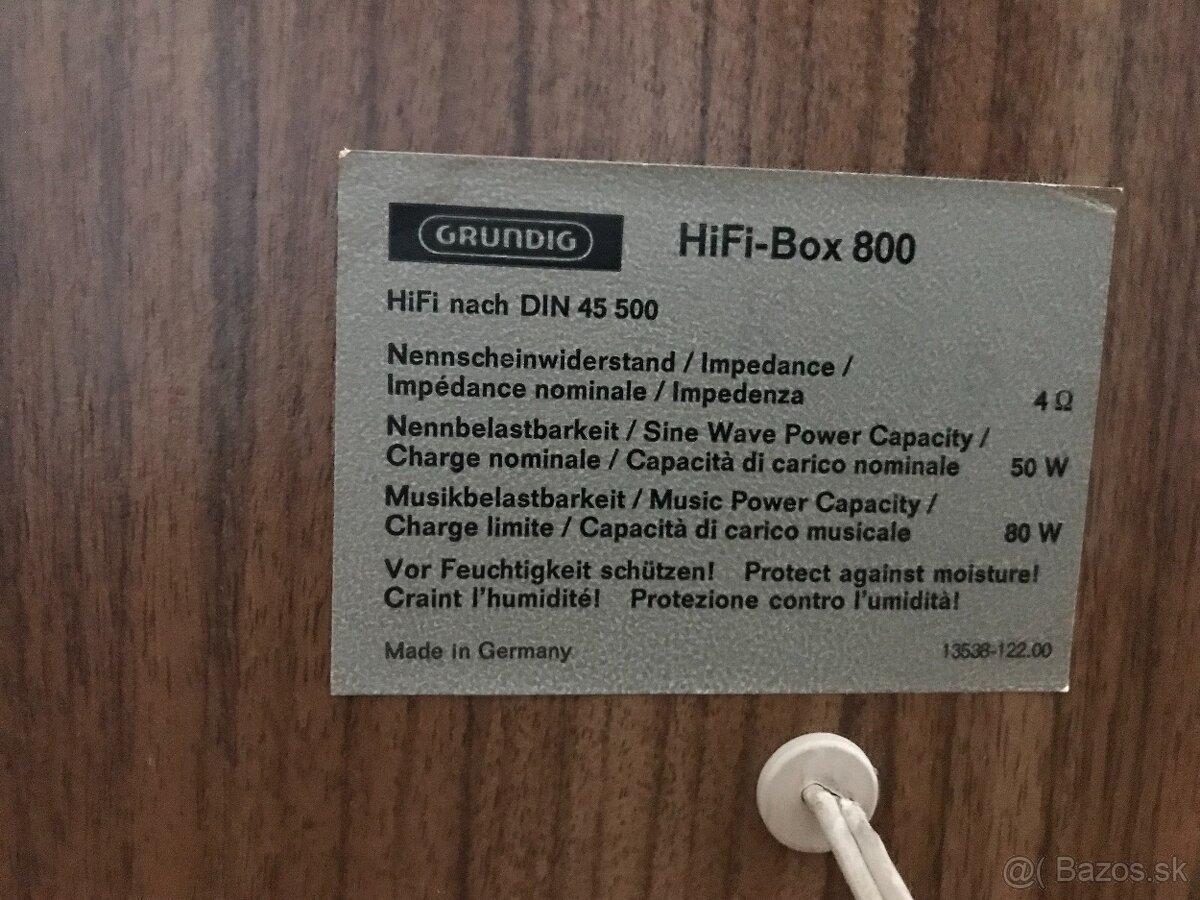 GRUNDIG HiFi-Box 800
HiFi nach DIN 45 500
Nennscheinwiderstand / Impedance /
Impédance nominale / Impedenza 4 Ω
Nennbelastbarkeit / Sine Wave Power Capacity /
Charge nominale / Capacità di carico nominale 50 W
Musikbelastbarkeit / Music Power Capacity /
Charge limite / Capacità di carico musicale 80 W
Vor Feuchtigkeit schützen! Protect against moisture!
Craint l'humidité! Protezione contro l'umidità!
Made in Germany 13538-122.00
@( Bazos.sk